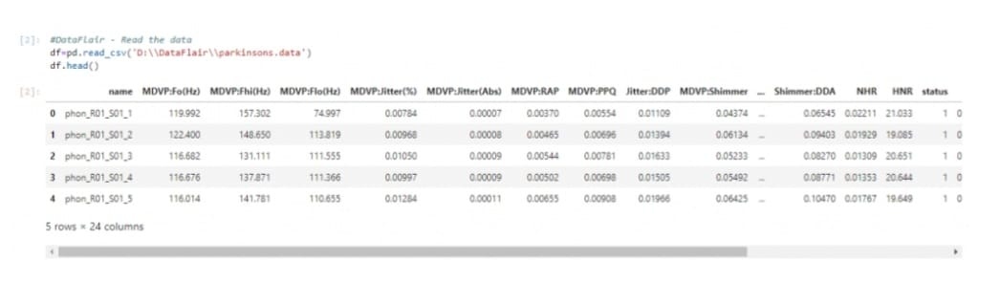 [2]: #DataFlair - Read the data
df=pd.read_csv('D:\\DataFlair\\parkinsons.data')
df.head()
[2]: name MDVP:Fo(Hz) MDVP:Fhi(Hz) MDVP:Flo(Hz) MDVP:Jitter(%) MDVP:Jitter(Abs) MDVP:RAP MDVP:PPQ Jitter:DDP MDVP:Shimmer ... Shimmer:DDA NHR HNR status
0 phon_R01_S01_1 119.992 157.302 74.997 0.00784 0.00007 0.00370 0.00554 0.01109 0.04374 ... 0.06545 0.02211 21.033 1 0
1 phon_R01_S01_2 122.400 148.650 113.819 0.00968 0.00008 0.00465 0.00696 0.01394 0.06134 ... 0.09403 0.01929 19.085 1 0
2 phon_R01_S01_3 116.682 131.111 111.555 0.01050 0.00009 0.00544 0.00781 0.01633 0.05233 ... 0.08270 0.01309 20.651 1 0
3 phon_R01_S01_4 116.676 137.871 111.366 0.00997 0.00009 0.00502 0.00698 0.01505 0.05492 ... 0.08771 0.01353 20.644 1 0
4 phon_R01_S01_5 116.014 141.781 110.655 0.01284 0.00011 0.00655 0.00908 0.01966 0.06425 ... 0.10470 0.01767 19.649 1 0
5 rows × 24 columns